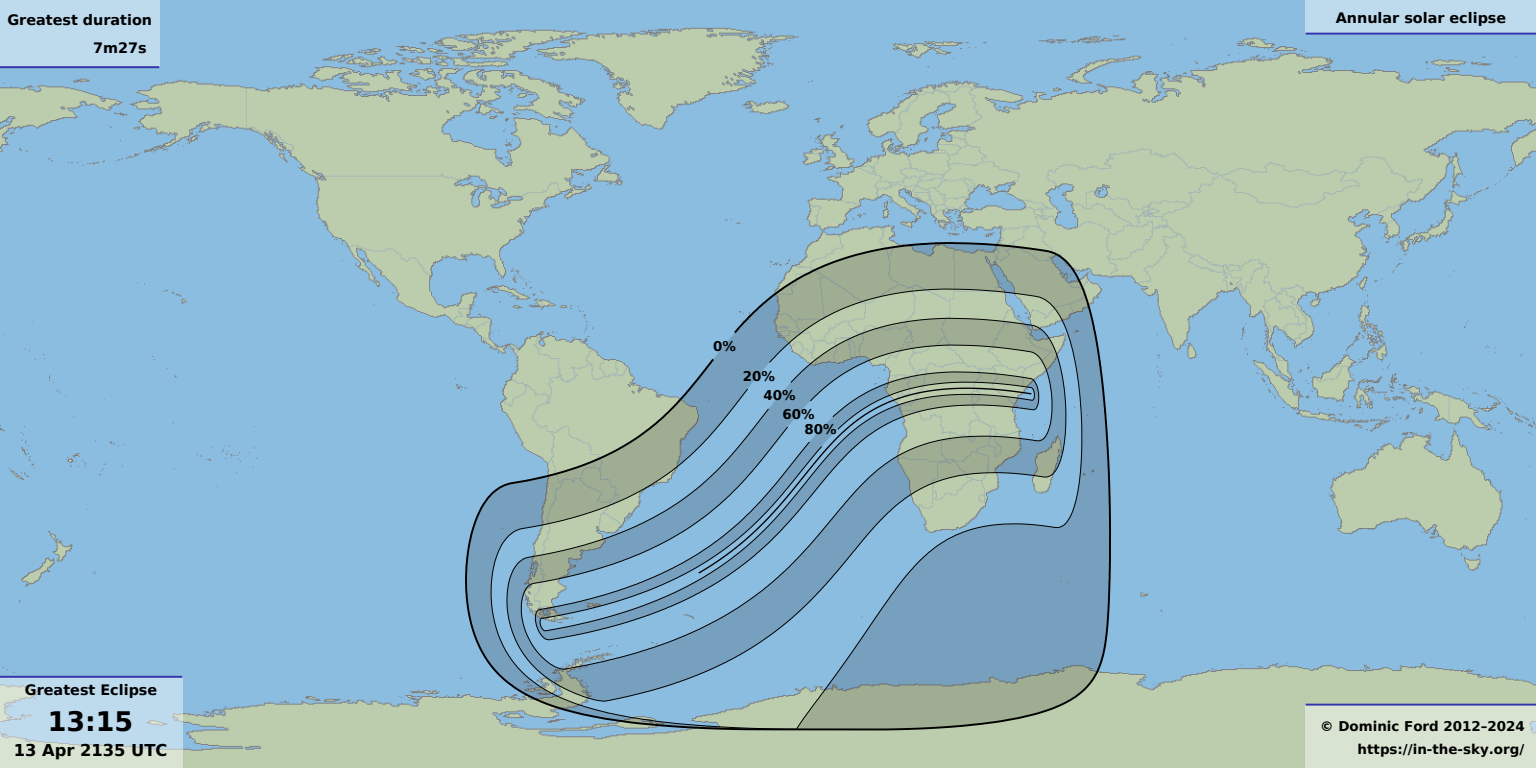 Greatest duration
7m27s
Annular solar eclipse
0%
20%
40%
60%
80%
Greatest Eclipse
13:15
13 Apr 2135 UTC
© Dominic Ford 2012–2024
https://in-the-sky.org/